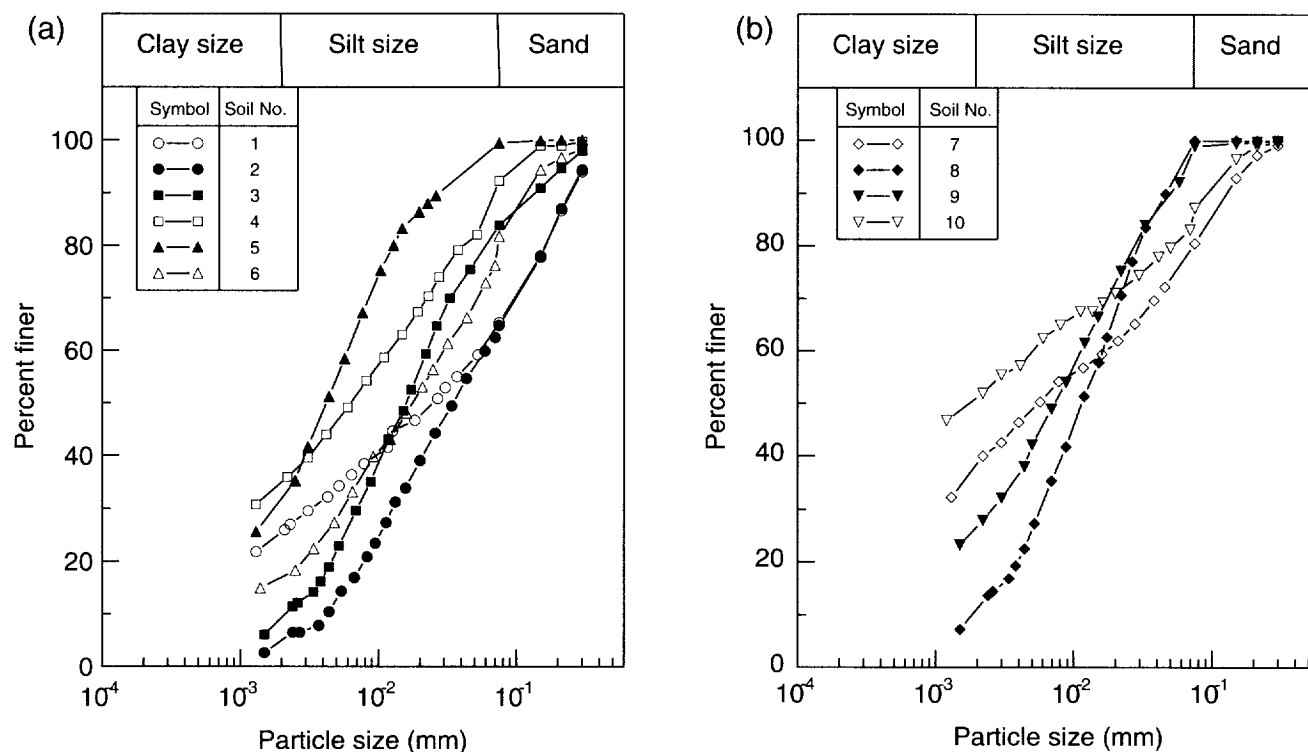 (a)
Clay size Silt size Sand
Symbol Soil No.
1
2
3
4
5
6
100
80
60
40
20
0
Percent finer
10-4 10-3 10-2 10-1
Particle size (mm)
(b)
Clay size Silt size Sand
Symbol Soil No.
7
8
9
10
100
80
60
40
20
0
Percent finer
10-4 10-3 10-2 10-1
Particle size (mm)